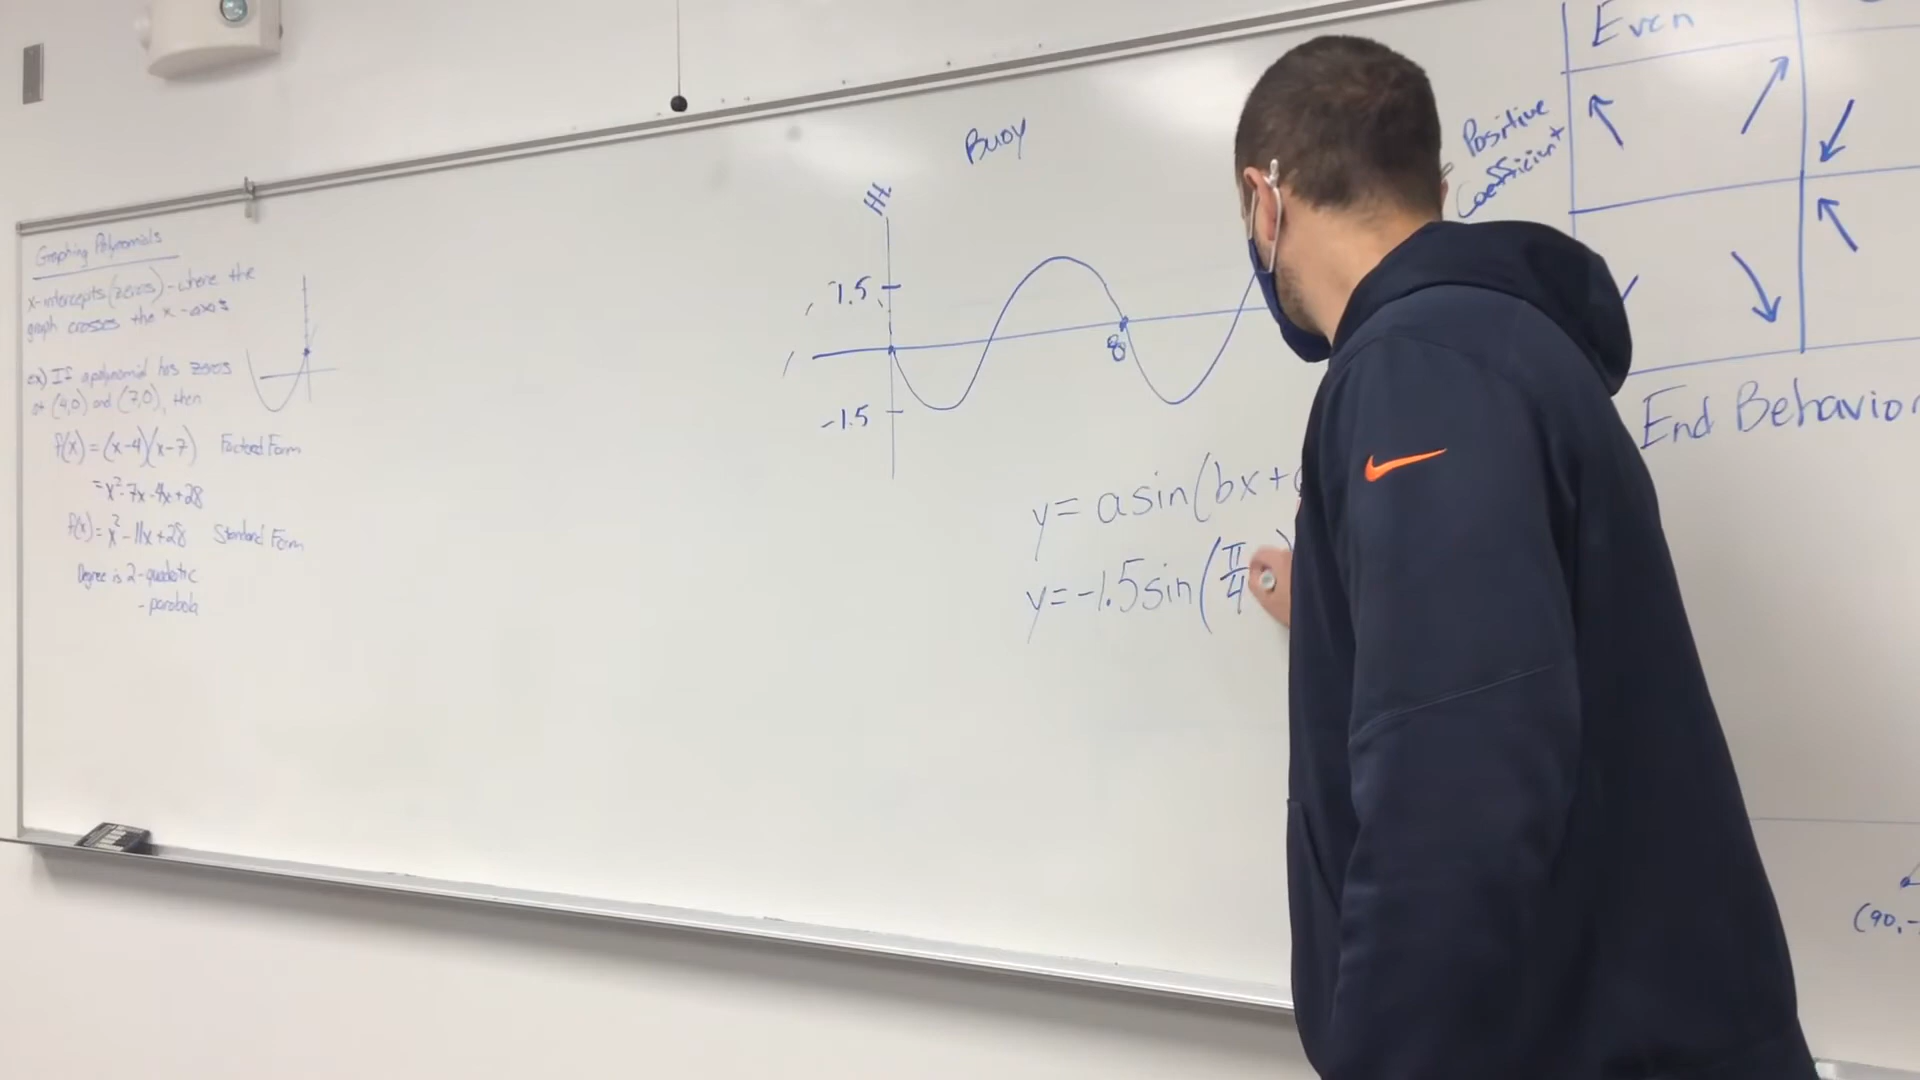 Graphing Polynomials
x-intercepts (zeros) - where the
graph crosses the x-axis
ex) If a polynomial has zeros
at (4,0) and (7,0), then
f(x) = (x-4)(x-7) Factored Form
= x²-7x-4x+28
f(x) = x²-11x+28 Standard Form
Degree is 2 - quadratic
- parabola
Buoy
Ht.
1.5
-1.5
8
y = a sin(bx+
y = -1.5 sin(π/4
Even
Positive
Coefficient
End Behavior
(90,-